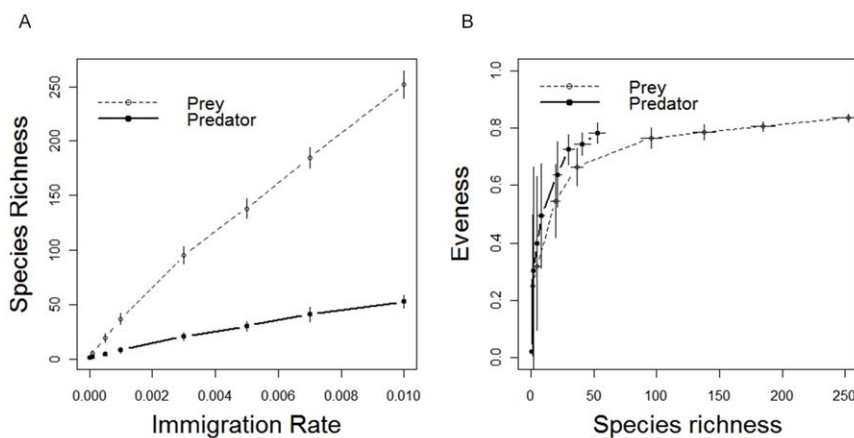 A
B
Species Richness
250
200
150
100
50
0
Prey
Predator
0.000 0.002 0.004 0.006 0.008 0.010
Immigration Rate
Eveness
1.0
0.8
0.6
0.4
0.2
0.0
Prey
Predator
0 50 100 150 200 250
Species richness